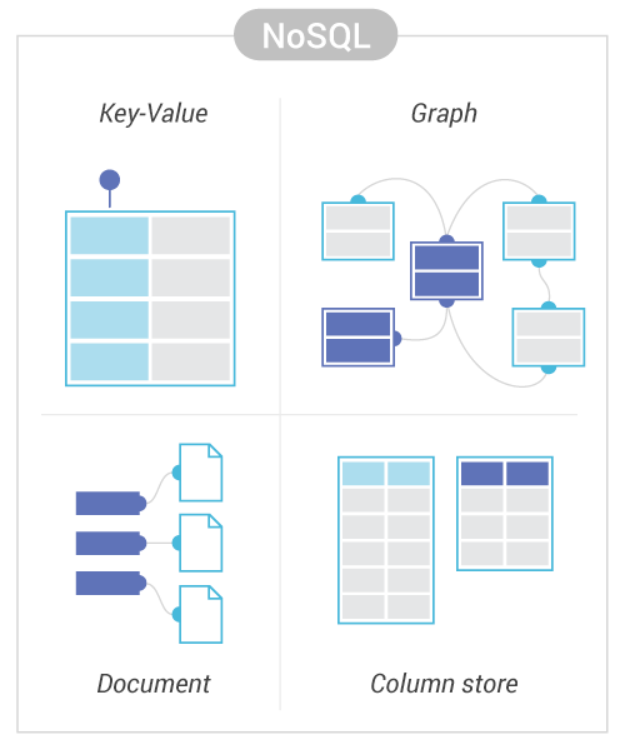 NoSQL
Key-Value
Graph
Document
Column store